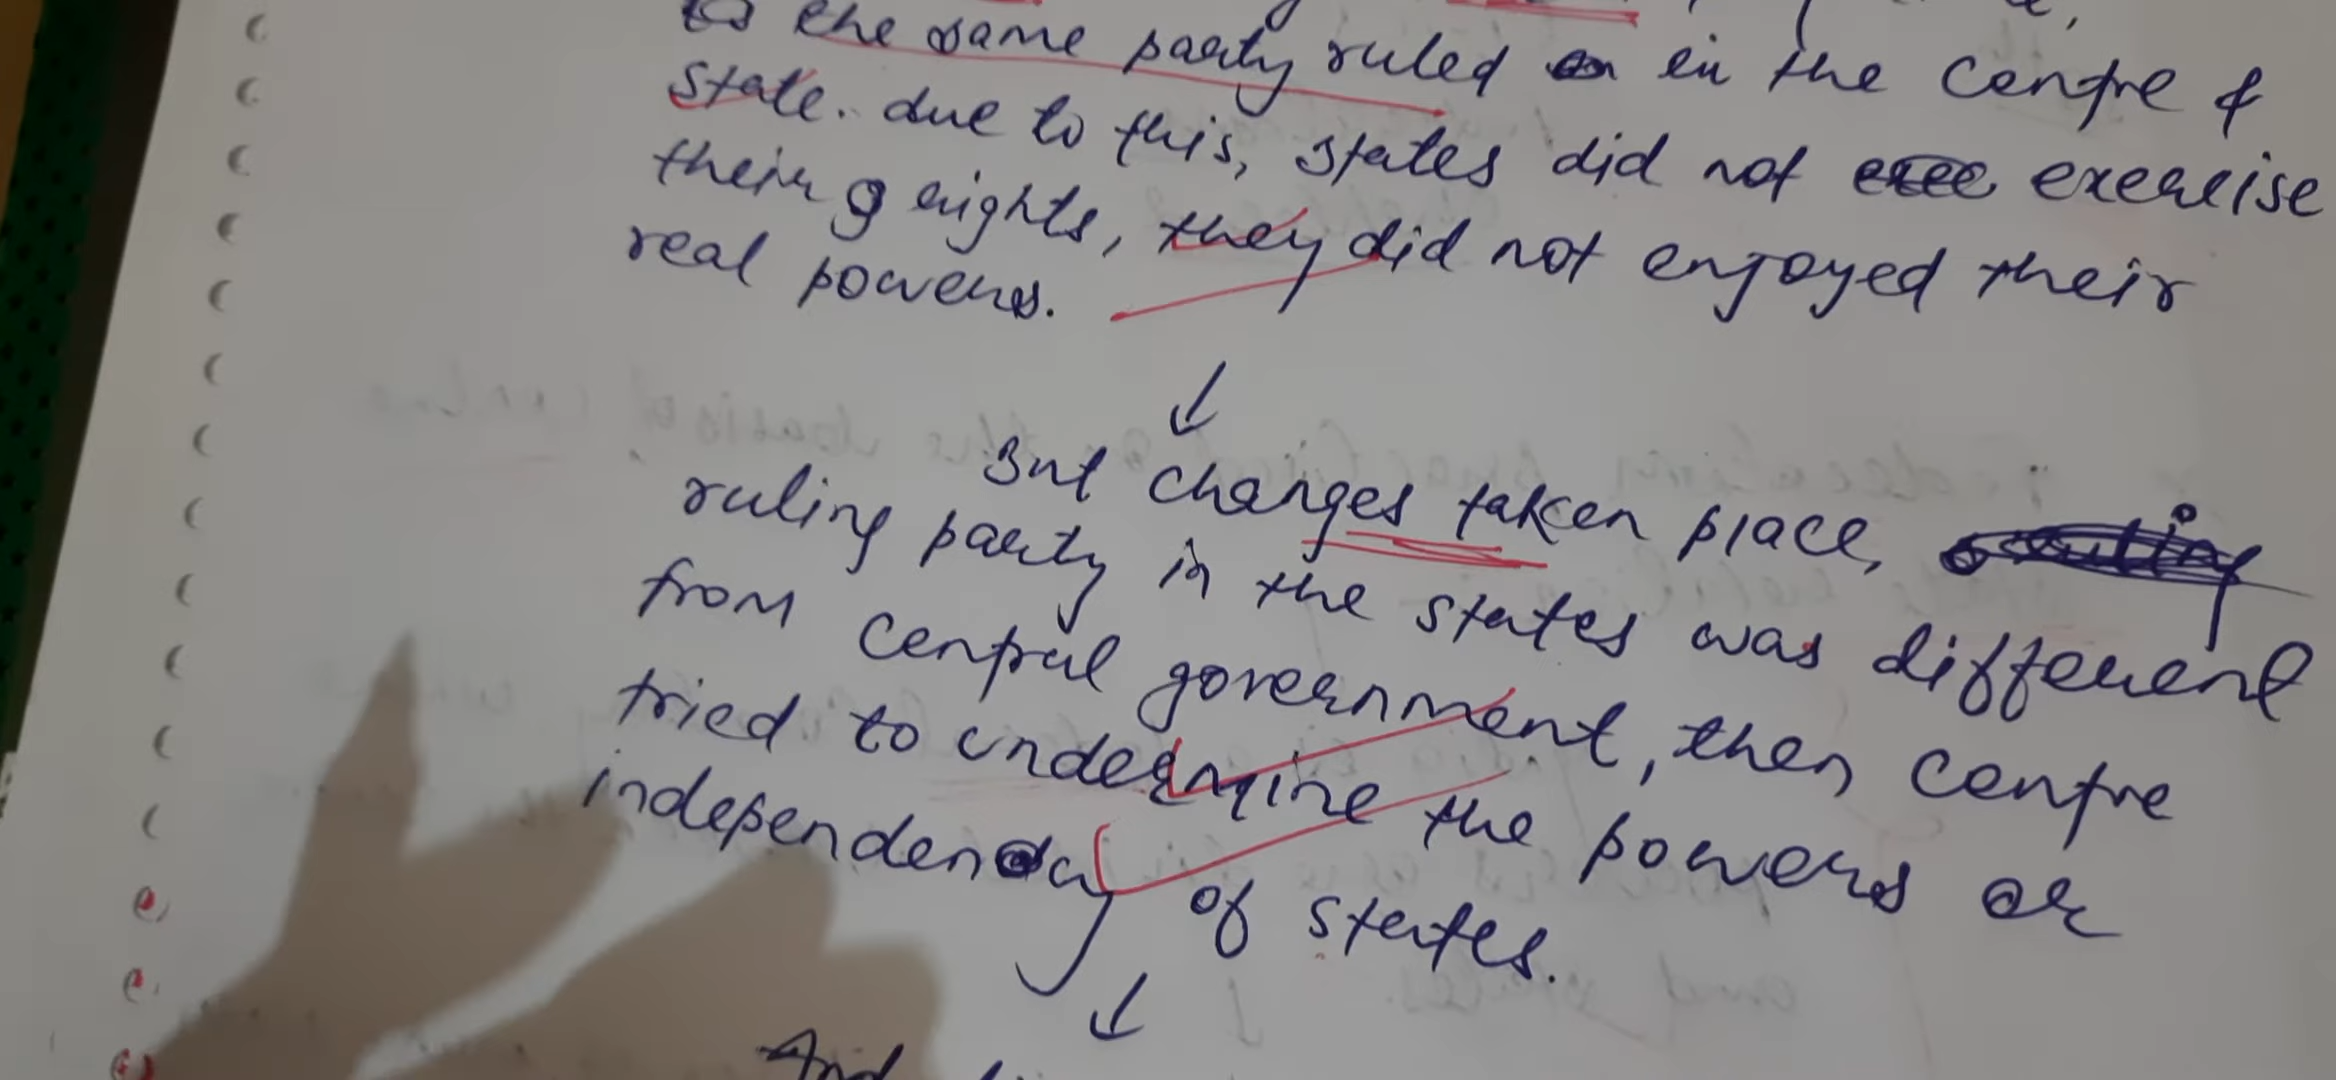 the same party ruled in the Centre &
state. due to this, states did not exercise
their rights, they did not enjoyed their
real powers.
↓
But changes taken place,
ruling party in the states was different
from central government, then centre
tried to undermine the powers or
independency of states.
↓
And